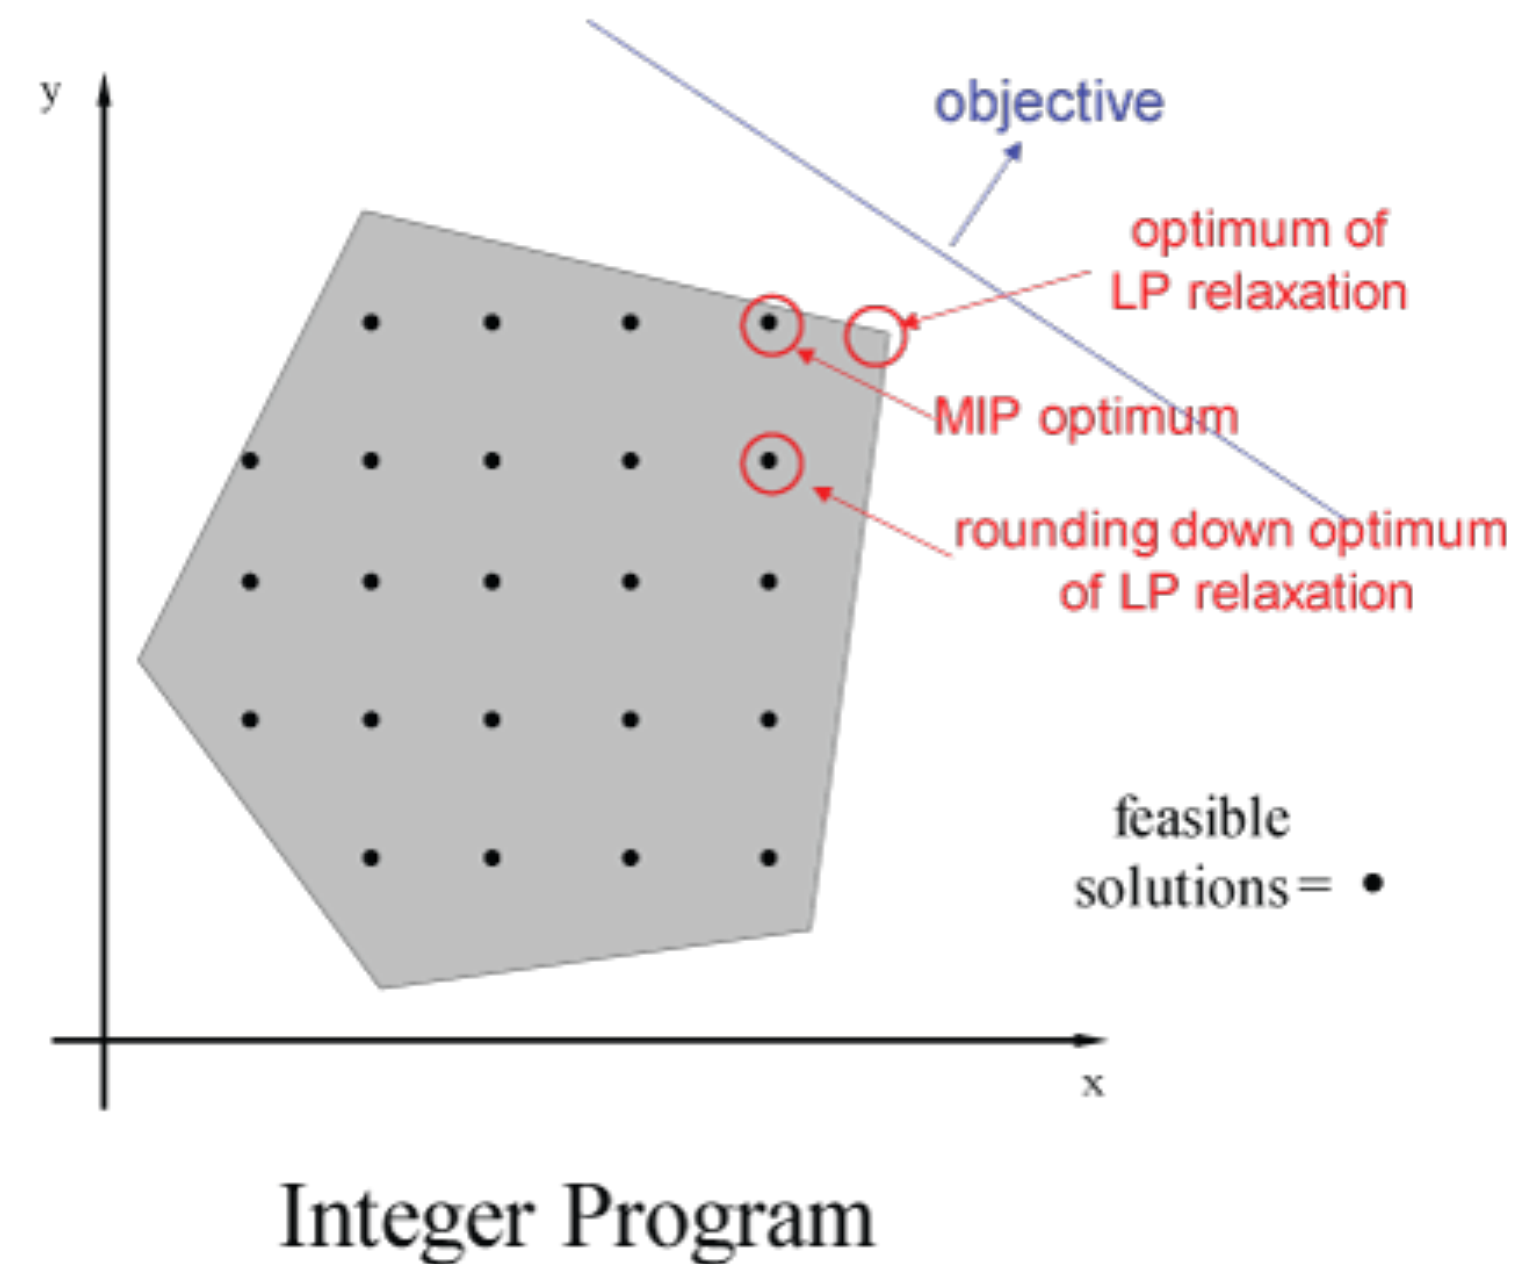 y
objective
optimum of
LP relaxation
MIP optimum
rounding down optimum
of LP relaxation
feasible
solutions = •
x
Integer Program